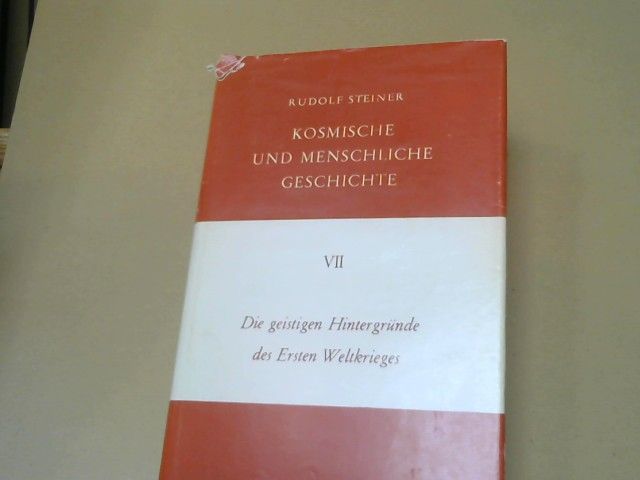 RUDOLF STEINER
KOSMISCHE
UND MENSCHLICHE
GESCHICHTE
VII
Die geistigen Hintergründe
des Ersten Weltkrieges